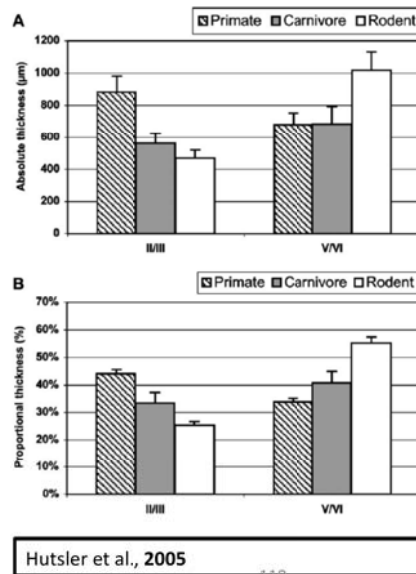 A
Primate Carnivore Rodent
Absolute thickness (µm)
1200
1000
800
600
400
200
0
II/III V/VI
B
Primate Carnivore Rodent
Proportional thickness (%)
70%
60%
50%
40%
30%
20%
10%
0%
II/III V/VI
Hutsler et al., 2005